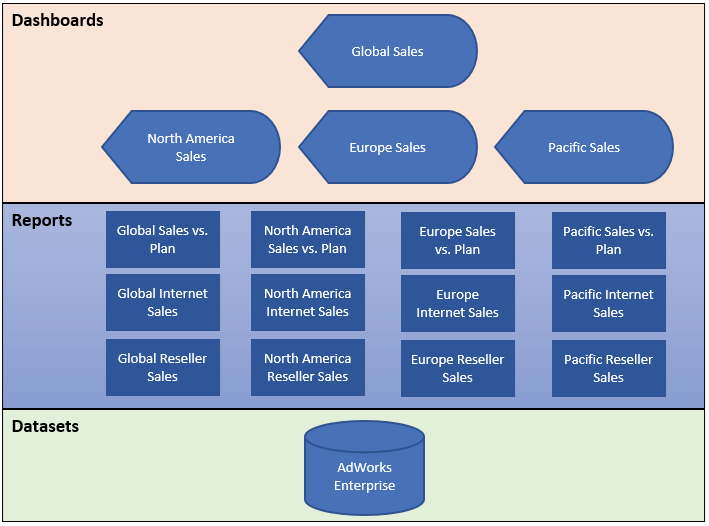 Dashboards
Global Sales
North America
Sales
Europe Sales
Pacific Sales
Reports
Global Sales vs.
Plan
North America
Sales vs. Plan
Europe Sales
vs. Plan
Pacific Sales vs.
Plan
Global Internet
Sales
North America
Internet Sales
Europe
Internet Sales
Pacific Internet
Sales
Global Reseller
Sales
North America
Reseller Sales
Europe Reseller
Sales
Pacific Reseller
Sales
Datasets
AdWorks
Enterprise